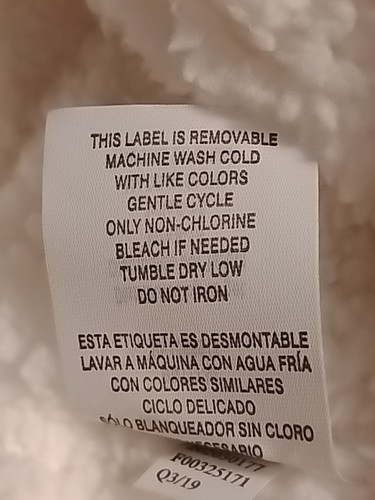 THIS LABEL IS REMOVABLE
MACHINE WASH COLD
WITH LIKE COLORS
GENTLE CYCLE
ONLY NON-CHLORINE
BLEACH IF NEEDED
TUMBLE DRY LOW
DO NOT IRON
ESTA ETIQUETA ES DESMONTABLE
LAVAR A MÁQUINA CON AGUA FRÍA
CON COLORES SIMILARES
CICLO DELICADO
SÓLO BLANQUEADOR SIN CLORO
F00325171
Q3/19